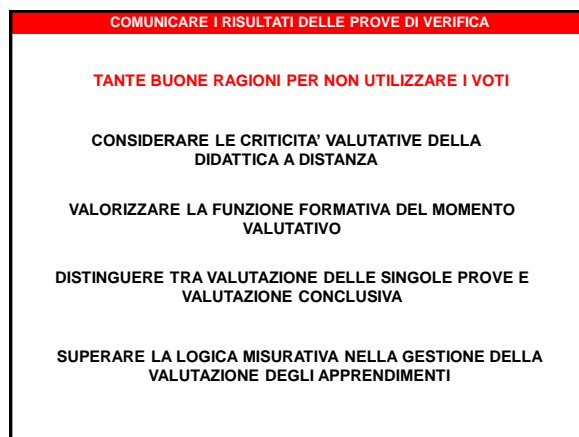 COMUNICARE I RISULTATI DELLE PROVE DI VERIFICA
TANTE BUONE RAGIONI PER NON UTILIZZARE I VOTI
CONSIDERARE LE CRITICITA' VALUTATIVE DELLA
DIDATTICA A DISTANZA
VALORIZZARE LA FUNZIONE FORMATIVA DEL MOMENTO
VALUTATIVO
DISTINGUERE TRA VALUTAZIONE DELLE SINGOLE PROVE E
VALUTAZIONE CONCLUSIVA
SUPERARE LA LOGICA MISURATIVA NELLA GESTIONE DELLA
VALUTAZIONE DEGLI APPRENDIMENTI